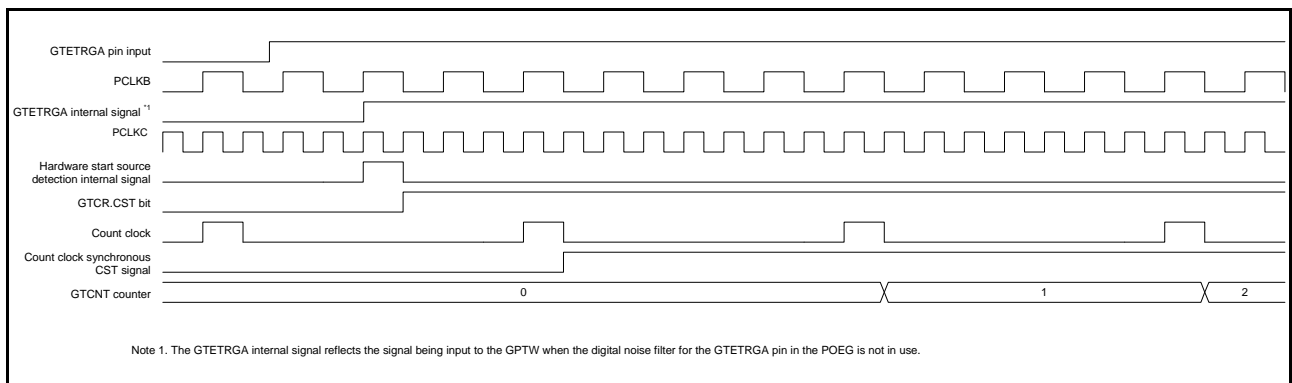 GTETRGA pin input
PCLKB
GTETRGA internal signal *1
PCLKC
Hardware start source
detection internal signal
GTCR.CST bit
Count clock
Count clock synchronous
CST signal
GTCNT counter
0
1
2
Note 1. The GTETRGA internal signal reflects the signal being input to the GPTW when the digital noise filter for the GTETRGA pin in the POEG is not in use.